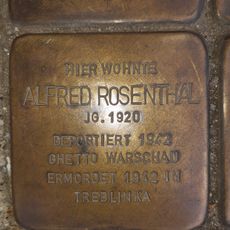 HIER WOHNTE
ALFRED ROSENTHAL
JG. 1920
DEPORTIERT 1942
GHETTO WARSCHAU
ERMORDET 1942 IN
TREBLINKA